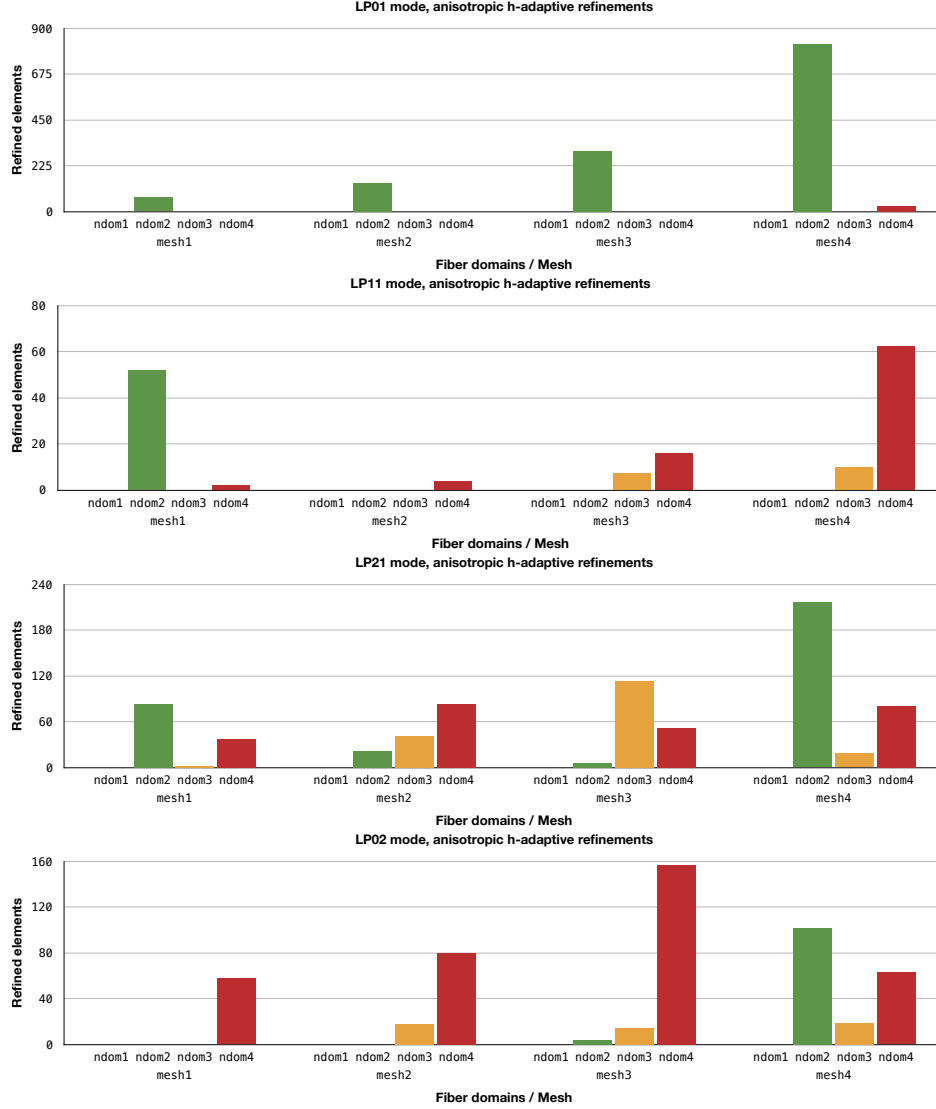 LP01 mode, anisotropic h-adaptive refinements
Refined elements
900
675
450
225
0
ndom1 ndom2 ndom3 ndom4 ndom1 ndom2 ndom3 ndom4 ndom1 ndom2 ndom3 ndom4 ndom1 ndom2 ndom3 ndom4
mesh1 mesh2 mesh3 mesh4
Fiber domains / Mesh
LP11 mode, anisotropic h-adaptive refinements
Refined elements
80
60
40
20
0
ndom1 ndom2 ndom3 ndom4 ndom1 ndom2 ndom3 ndom4 ndom1 ndom2 ndom3 ndom4 ndom1 ndom2 ndom3 ndom4
mesh1 mesh2 mesh3 mesh4
Fiber domains / Mesh
LP21 mode, anisotropic h-adaptive refinements
Refined elements
240
180
120
60
0
ndom1 ndom2 ndom3 ndom4 ndom1 ndom2 ndom3 ndom4 ndom1 ndom2 ndom3 ndom4 ndom1 ndom2 ndom3 ndom4
mesh1 mesh2 mesh3 mesh4
Fiber domains / Mesh
LP02 mode, anisotropic h-adaptive refinements
Refined elements
160
120
80
40
0
ndom1 ndom2 ndom3 ndom4 ndom1 ndom2 ndom3 ndom4 ndom1 ndom2 ndom3 ndom4 ndom1 ndom2 ndom3 ndom4
mesh1 mesh2 mesh3 mesh4
Fiber domains / Mesh